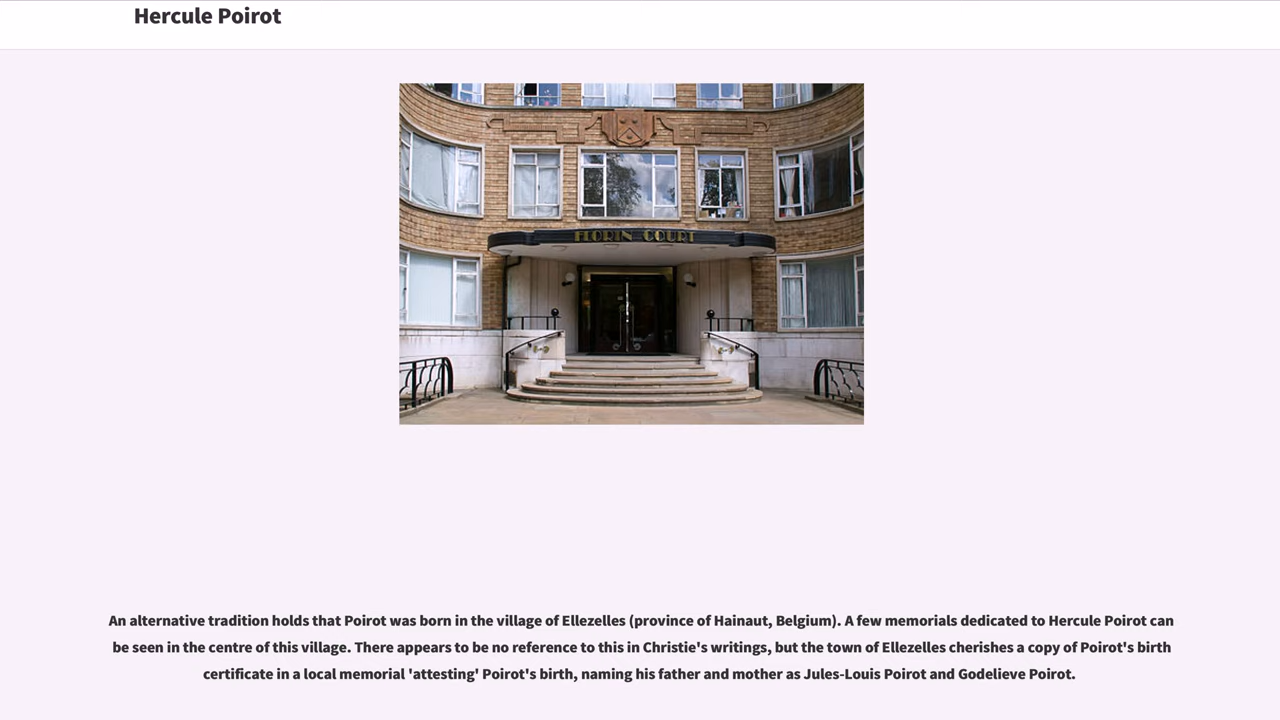 Hercule Poirot
FLORIN COURT
An alternative tradition holds that Poirot was born in the village of Ellezelles (province of Hainaut, Belgium). A few memorials dedicated to Hercule Poirot can
be seen in the centre of this village. There appears to be no reference to this in Christie's writings, but the town of Ellezelles cherishes a copy of Poirot's birth
certificate in a local memorial 'attesting' Poirot's birth, naming his father and mother as Jules-Louis Poirot and Godelieve Poirot.